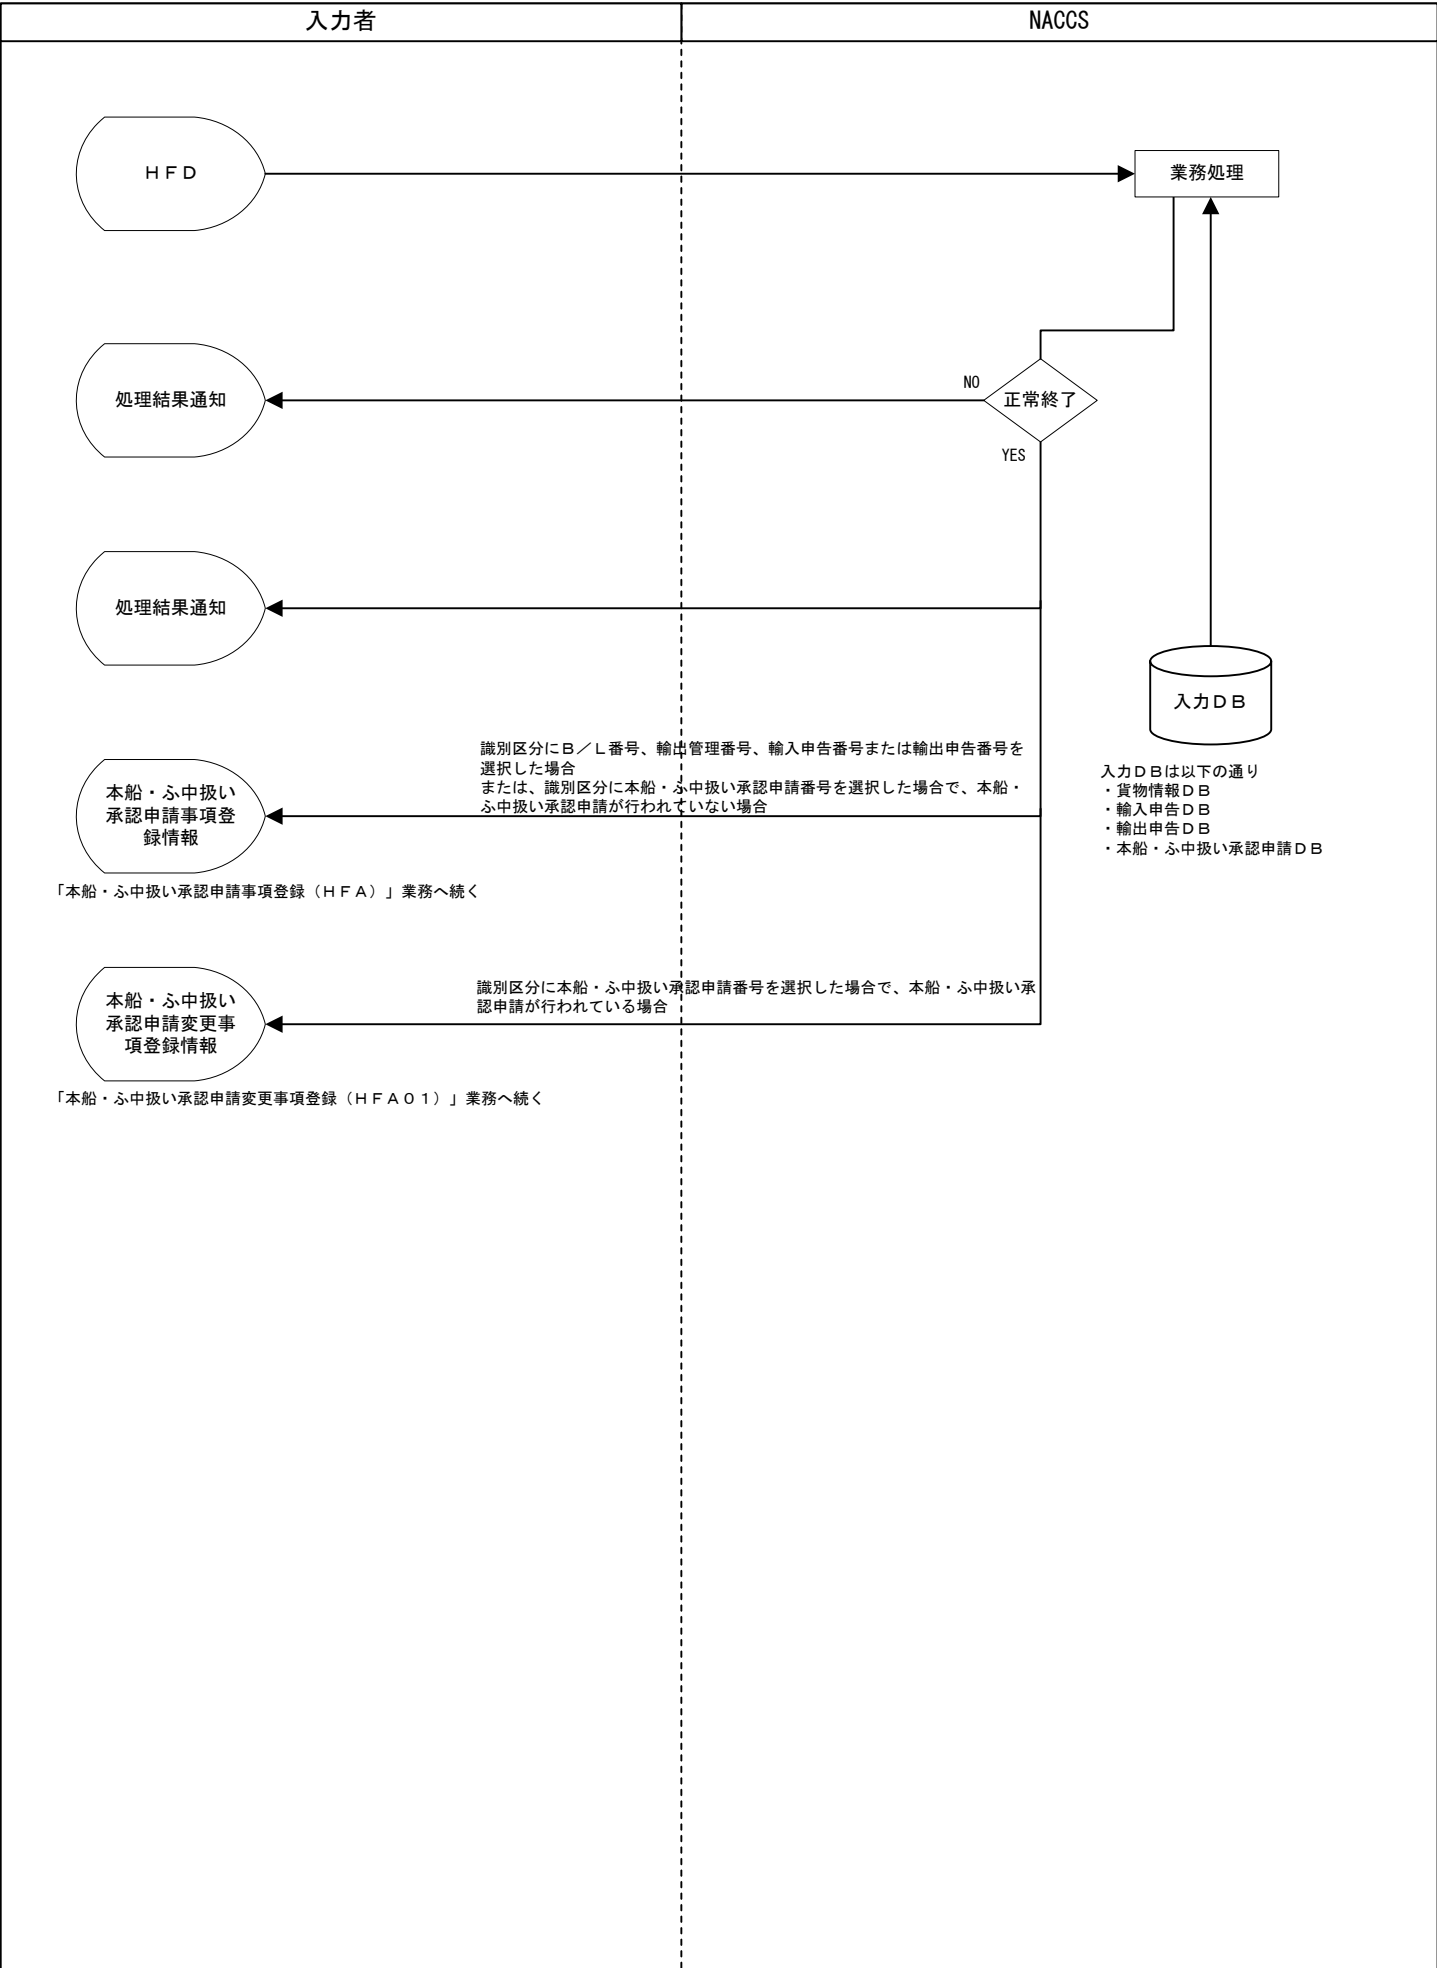 入力者
NACCS
ＨＦＤ
業務処理
NO
正常終了
処理結果通知
YES
処理結果通知
入力ＤＢ
識別区分にＢ／Ｌ番号、輸出管理番号、輸入申告番号または輸出申告番号を
選択した場合
または、識別区分に本船・ふ中扱い承認申請番号を選択した場合で、本船・
ふ中扱い承認申請が行われていない場合
入力ＤＢは以下の通り
・貨物情報ＤＢ
・輸入申告ＤＢ
・輸出申告ＤＢ
・本船・ふ中扱い承認申請ＤＢ
本船・ふ中扱い
承認申請事項登
録情報
「本船・ふ中扱い承認申請事項登録（ＨＦＡ）」業務へ続く
識別区分に本船・ふ中扱い承認申請番号を選択した場合で、本船・ふ中扱い承
認申請が行われている場合
本船・ふ中扱い
承認申請変更事
項登録情報
「本船・ふ中扱い承認申請変更事項登録（ＨＦＡ０１）」業務へ続く